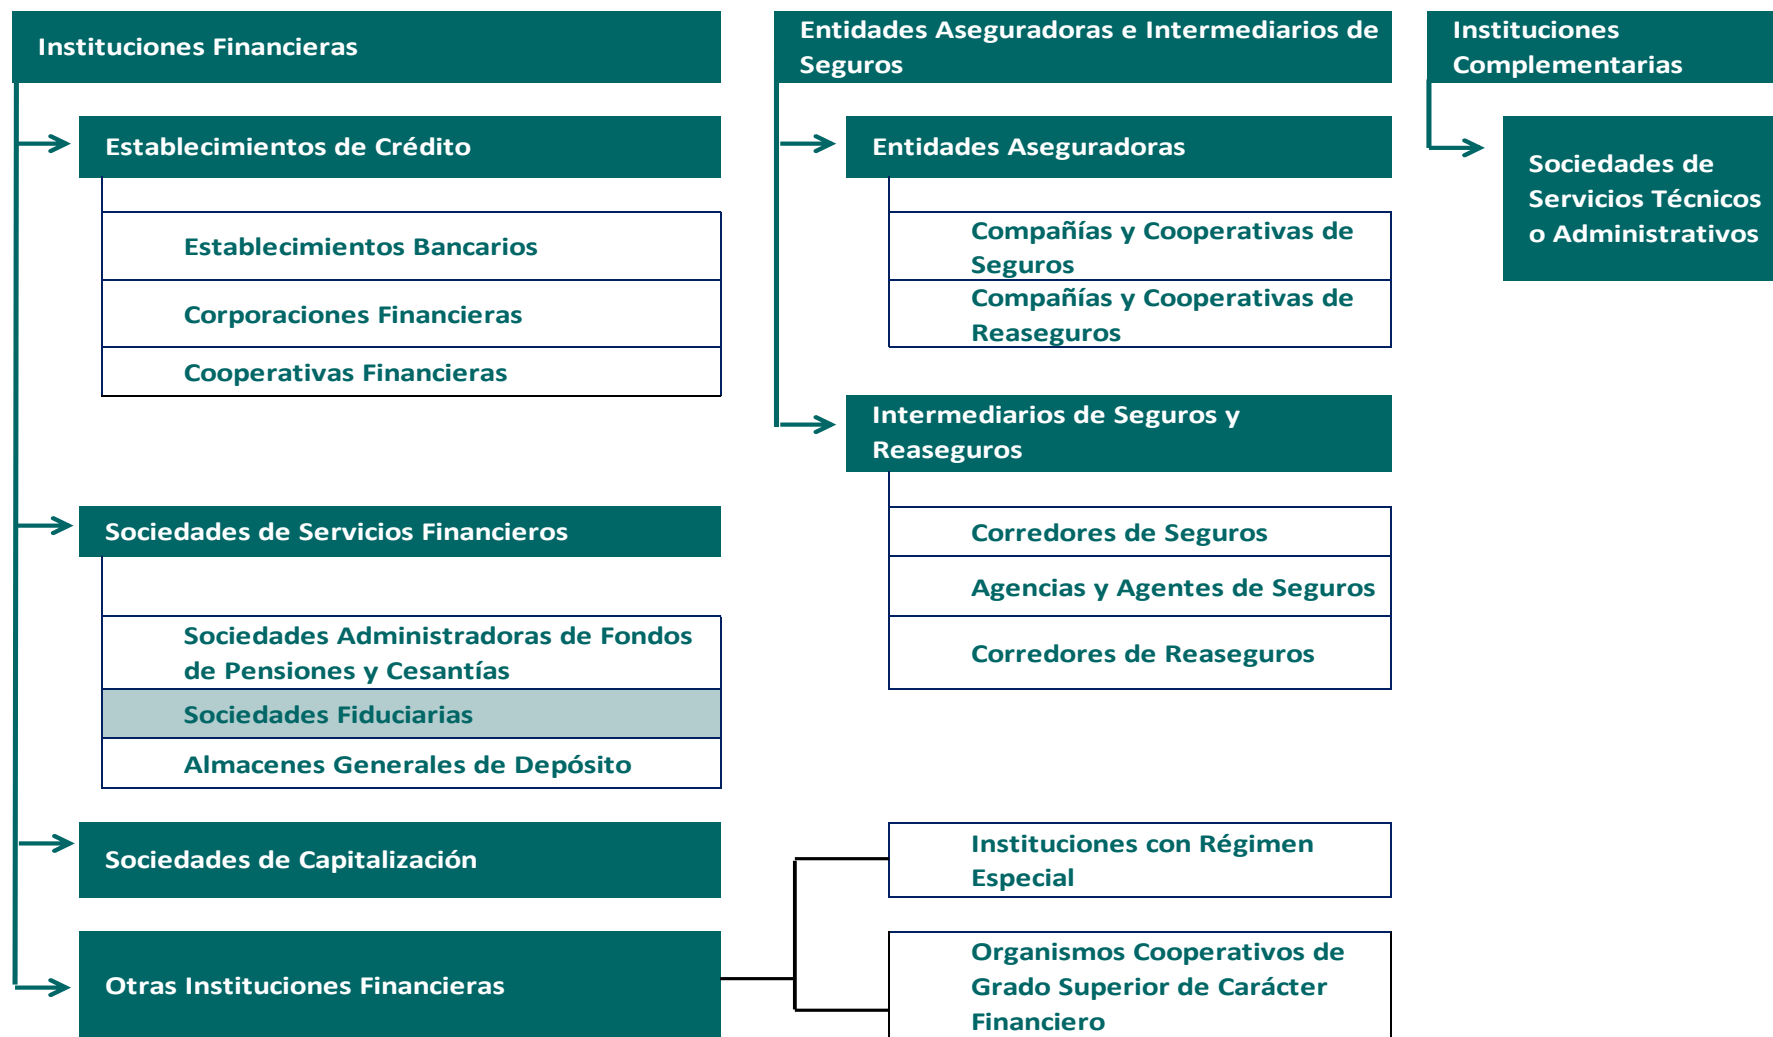 Instituciones Financieras
Establecimientos de Crédito
Establecimientos Bancarios
Corporaciones Financieras
Cooperativas Financieras
Sociedades de Servicios Financieros
Sociedades Administradoras de Fondos
de Pensiones y Cesantías
Sociedades Fiduciarias
Almacenes Generales de Depósito
Sociedades de Capitalización
Otras Instituciones Financieras
Instituciones con Régimen
Especial
Organismos Cooperativos de
Grado Superior de Carácter
Financiero
Entidades Aseguradoras e Intermediarios de
Seguros
Entidades Aseguradoras
Compañías y Cooperativas de
Seguros
Compañías y Cooperativas de
Reaseguros
Intermediarios de Seguros y
Reaseguros
Corredores de Seguros
Agencias y Agentes de Seguros
Corredores de Reaseguros
Instituciones
Complementarias
Sociedades de
Servicios Técnicos
o Administrativos